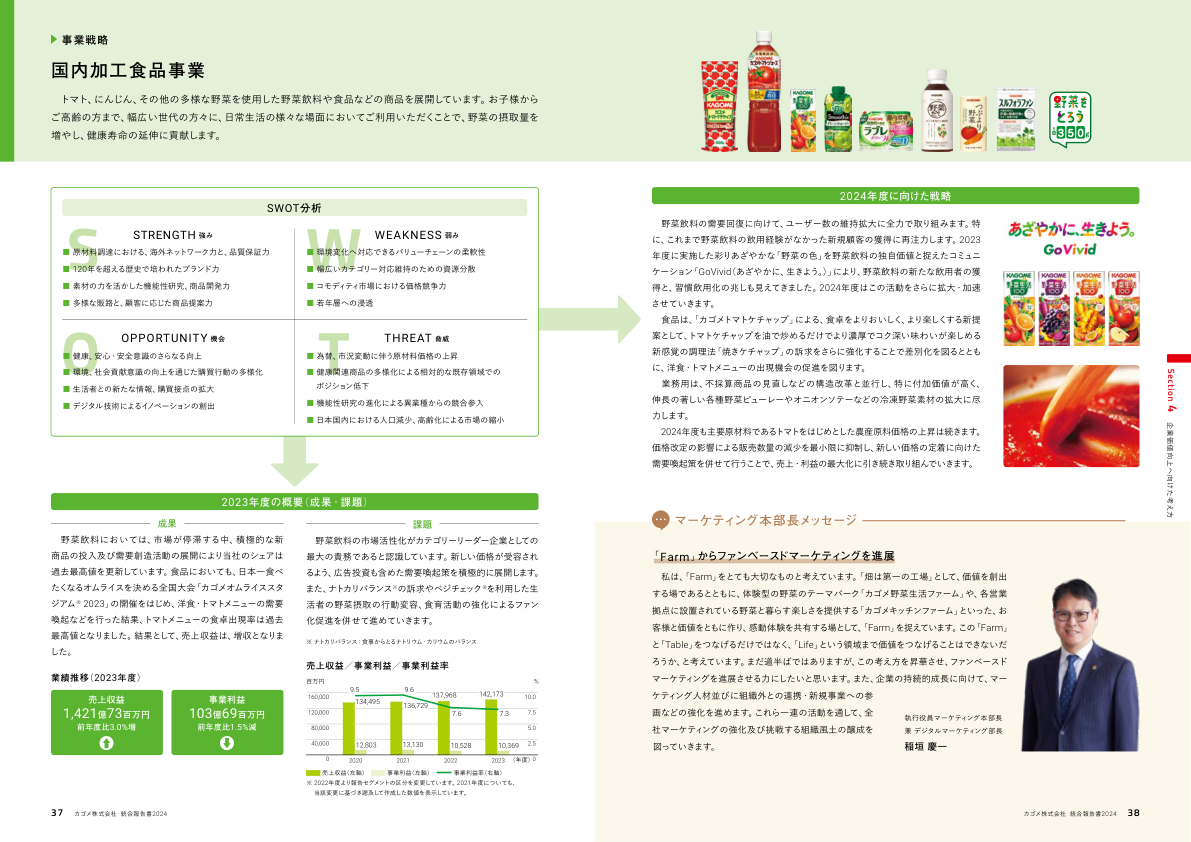 事業戦略
国内加工食品事業
トマト、にんじん、その他の多様な野菜を使用した野菜飲料や食品などの商品を展開しています。お子様から
ご高齢の方まで、幅広い世代の方々に、日常生活の様々な場面においてご利用いただくことで、野菜の摂取量を
増やし、健康寿命の延伸に貢献します。
野菜を
とろう
350
SWOT分析
S
STRENGTH 強み
原材料調達における、海外ネットワーク力と、品質保証力
120年を超える歴史で培われたブランド力
素材の力を活かした機能性研究、商品開発力
多様な販路と、顧客に応じた商品提案力
W
WEAKNESS 弱み
環境変化へ対応できるバリューチェーンの柔軟性
幅広いカテゴリー対応維持のための資源分散
コモディティ市場における価格競争力
若年層への浸透
O
OPPORTUNITY 機会
健康、安心・安全意識のさらなる向上
環境、社会貢献意識の向上を通じた購買行動の多様化
生活者との新たな情報、購買接点の拡大
デジタル技術によるイノベーションの創出
T
THREAT 脅威
為替、市況変動に伴う原材料価格の上昇
健康関連商品の多様化による相対的な既存領域での
ポジション低下
機能性研究の進化による異業種からの競合参入
日本国内における人口減少、高齢化による市場の縮小
2023年度の概要（成果・課題）
成果
野菜飲料においては、市場が停滞する中、積極的な新
商品の投入及び需要創造活動の展開により当社のシェアは
過去最高値を更新しています。食品においても、日本一食べ
たくなるオムライスを決める全国大会「カゴメオムライススタ
ジアム®2023」の開催をはじめ、洋食・トマトメニューの需要
喚起などを行った結果、トマトメニューの食卓出現率は過去
最高値となりました。結果として、売上収益は、増収となりま
した。
業績推移（2023年度）
売上収益
1,421億73百万円
前年度比3.0%増
事業利益
103億69百万円
前年度比1.5%減
課題
野菜飲料の市場活性化がカテゴリーリーダー企業としての
最大の責務であると認識しています。新しい価格が受容され
るよう、広告投資も含めた需要喚起策を積極的に展開します。
また、ナトカリバランス※の訴求やベジチェック®を利用した生
活者の野菜摂取の行動変容、食育活動の強化によるファン
化促進を併せて進めていきます。
※ ナトカリバランス：食事からとるナトリウム・カリウムのバランス
売上収益／事業利益／事業利益率
百万円
%
160,000
120,000
80,000
40,000
0
10.0
7.5
5.0
2.5
0
9.5
9.6
7.6
7.3
134,495
136,729
137,968
142,173
12,803
13,130
10,528
10,369
2020
2021
2022
2023
（年度）
売上収益（左軸）
事業利益（左軸）
事業利益率（右軸）
※ 2022年度より報告セグメントの区分を変更しています。2021年度についても、
当該変更に基づき遡及して作成した数値を表示しています。
37 カゴメ株式会社 統合報告書2024
2024年度に向けた戦略
野菜飲料の需要回復に向けて、ユーザー数の維持拡大に全力で取り組みます。特
に、これまで野菜飲料の飲用経験がなかった新規顧客の獲得に再注力します。2023
年度に実施した彩りあざやかな「野菜の色」を野菜飲料の独自価値と捉えたコミュニ
ケーション「GoVivid（あざやかに、生きよう。）」により、野菜飲料の新たな飲用者の獲
得と、習慣飲用化の兆しも見えてきました。2024年度はこの活動をさらに拡大・加速
させていきます。
食品は、「カゴメトマトケチャップ」による、食卓をよりおいしく、より楽しくする新提
案として、トマトケチャップを油で炒めるだけでより濃厚でコク深い味わいが楽しめる
新感覚の調理法「焼きケチャップ」の訴求をさらに強化することで差別化を図るととも
に、洋食・トマトメニューの出現機会の促進を図ります。
業務用は、不採算商品の見直しなどの構造改革と並行し、特に付加価値が高く、
伸長の著しい各種野菜ピューレーやオニオンソテーなどの冷凍野菜素材の拡大に尽
力します。
2024年度も主要原材料であるトマトをはじめとした農産原料価格の上昇は続きます。
価格改定の影響による販売数量の減少を最小限に抑制し、新しい価格の定着に向けた
需要喚起策を併せて行うことで、売上・利益の最大化に引き続き取り組んでいきます。
あざやかに、生きよう。
GoVivid
KAGOME
KAGOME
KAGOME
KAGOME
Section 4
企業価値向上へ向けた考え方
マーケティング本部長メッセージ
「Farm」からファンベースドマーケティングを進展
私は、「Farm」をとても大切なものと考えています。「畑は第一の工場」として、価値を創出
する場であるとともに、体験型の野菜のテーマパーク「カゴメ野菜生活ファーム」や、各営業
拠点に設置されている野菜と暮らす楽しさを提供する「カゴメキッチンファーム」といった、お
客様と価値をともに作り、感動体験を共有する場として、「Farm」を捉えています。この「Farm」
と「Table」をつなげるだけではなく、「Life」という領域まで価値をつなげることはできないだ
ろうか、と考えています。まだ道半ばではありますが、この考え方を昇華させ、ファンベースド
マーケティングを進展させる力にしたいと思います。また、企業の持続的成長に向けて、マー
ケティング人材並びに組織外との連携・新規事業への参
画などの強化を進めます。これら一連の活動を通して、全
社マーケティングの強化及び挑戦する組織風土の醸成を
図っていきます。
執行役員マーケティング本部長
兼 デジタルマーケティング部長
稲垣 慶一
カゴメ株式会社 統合報告書2024 38